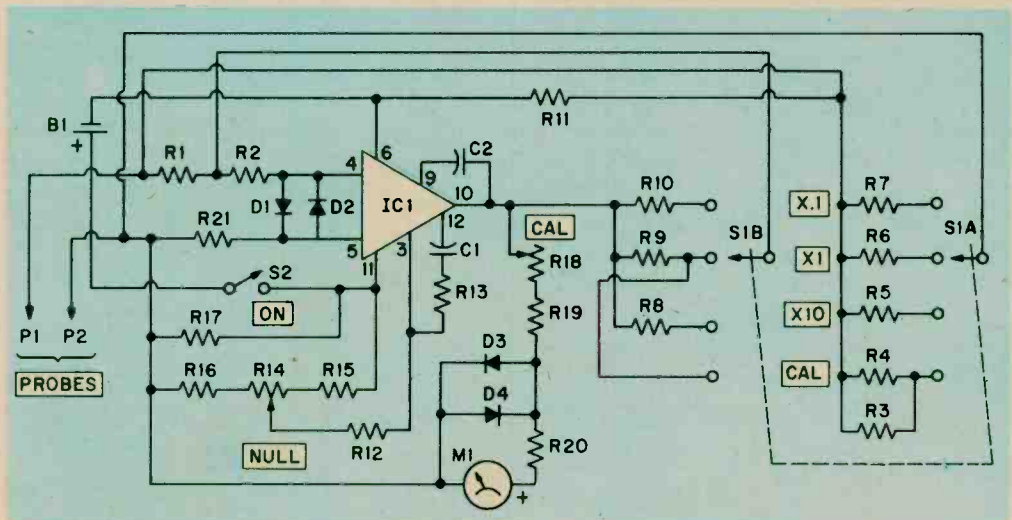 R11
B1
+
R1 R2
4 6
9 C2
R10
R7
X.1
D1 D2
IC1
10
12
CAL
S1B
S1A
R21
5 3
11
C1
R18
R9
X1
R6
S2
ON
R13
R19
R8
X10
R5
P1 P2
R17
D3
CAL
R4
PROBES
R16 R14 R15
D4
R3
NULL
R12
M1
R20
+